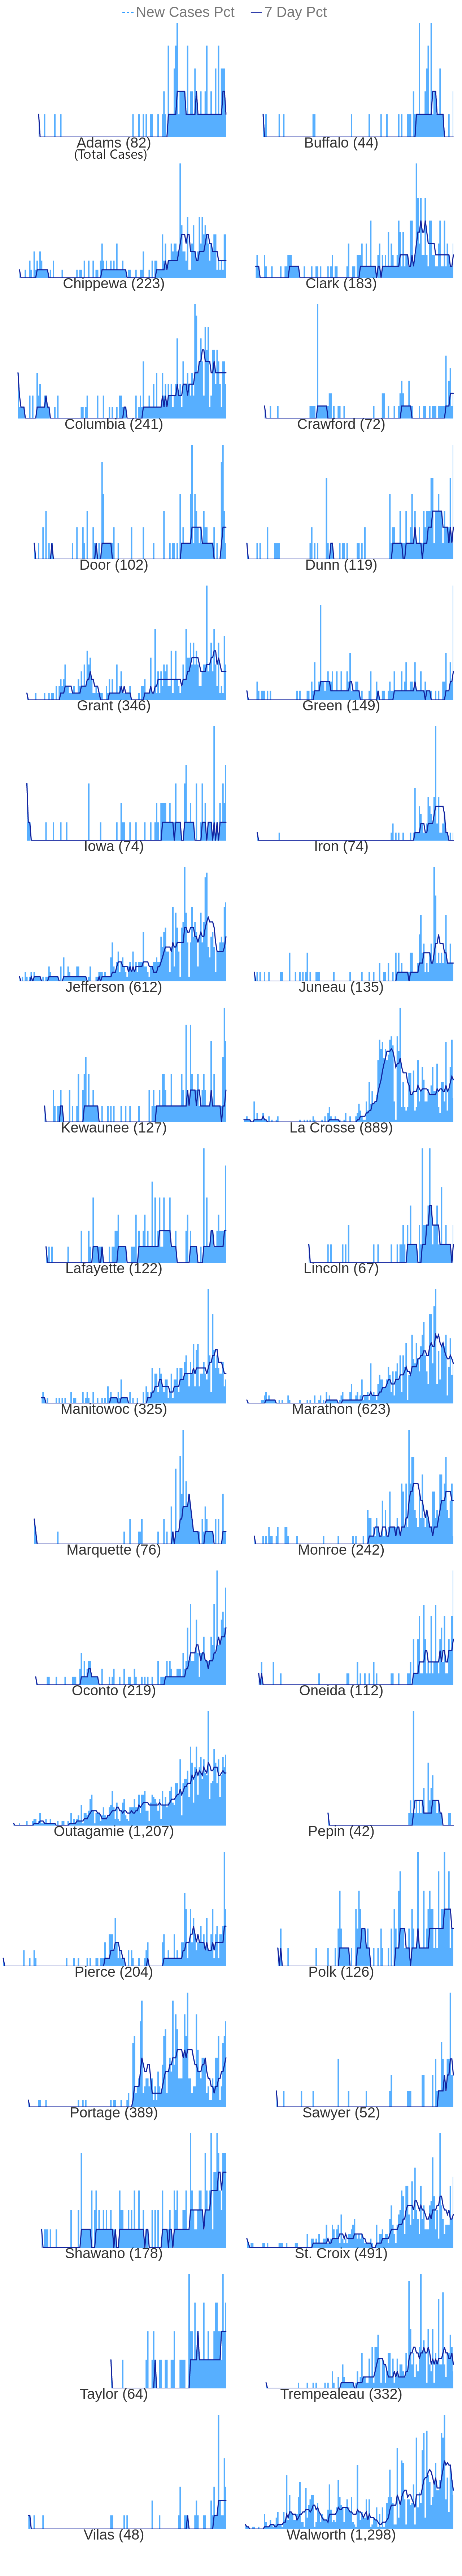 New Cases Pct 7 Day Pct
Adams (82) Buffalo (44)
(Total Cases)
Chippewa (223) Clark (183)
Columbia (241) Crawford (72)
Door (102) Dunn (119)
Grant (346) Green (149)
Iowa (74) Iron (74)
Jefferson (612) Juneau (135)
Kewaunee (127) La Crosse (889)
Lafayette (122) Lincoln (67)
Manitowoc (325) Marathon (623)
Marquette (76) Monroe (242)
Oconto (219) Oneida (112)
Outagamie (1,207) Pepin (42)
Pierce (204) Polk (126)
Portage (389) Sawyer (52)
Shawano (178) St. Croix (491)
Taylor (64) Trempealeau (332)
Vilas (48) Walworth (1,298)